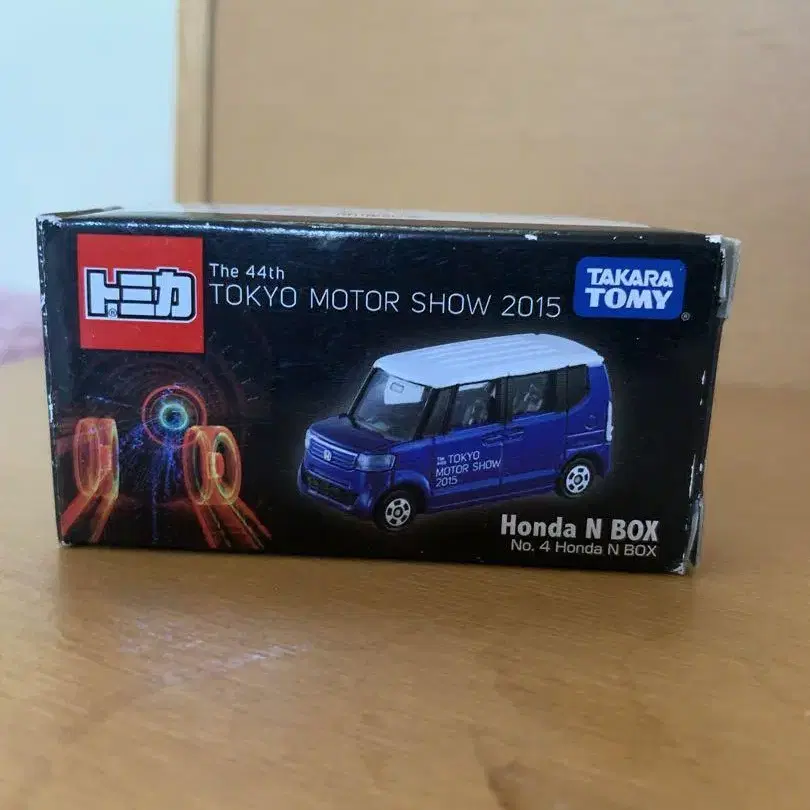 トミカ
®
The 44th
TOKYO MOTOR SHOW 2015
TAKARA
TOMY
®
The 44th TOKYO
MOTOR SHOW
2015
Honda N BOX
No. 4 Honda N BOX